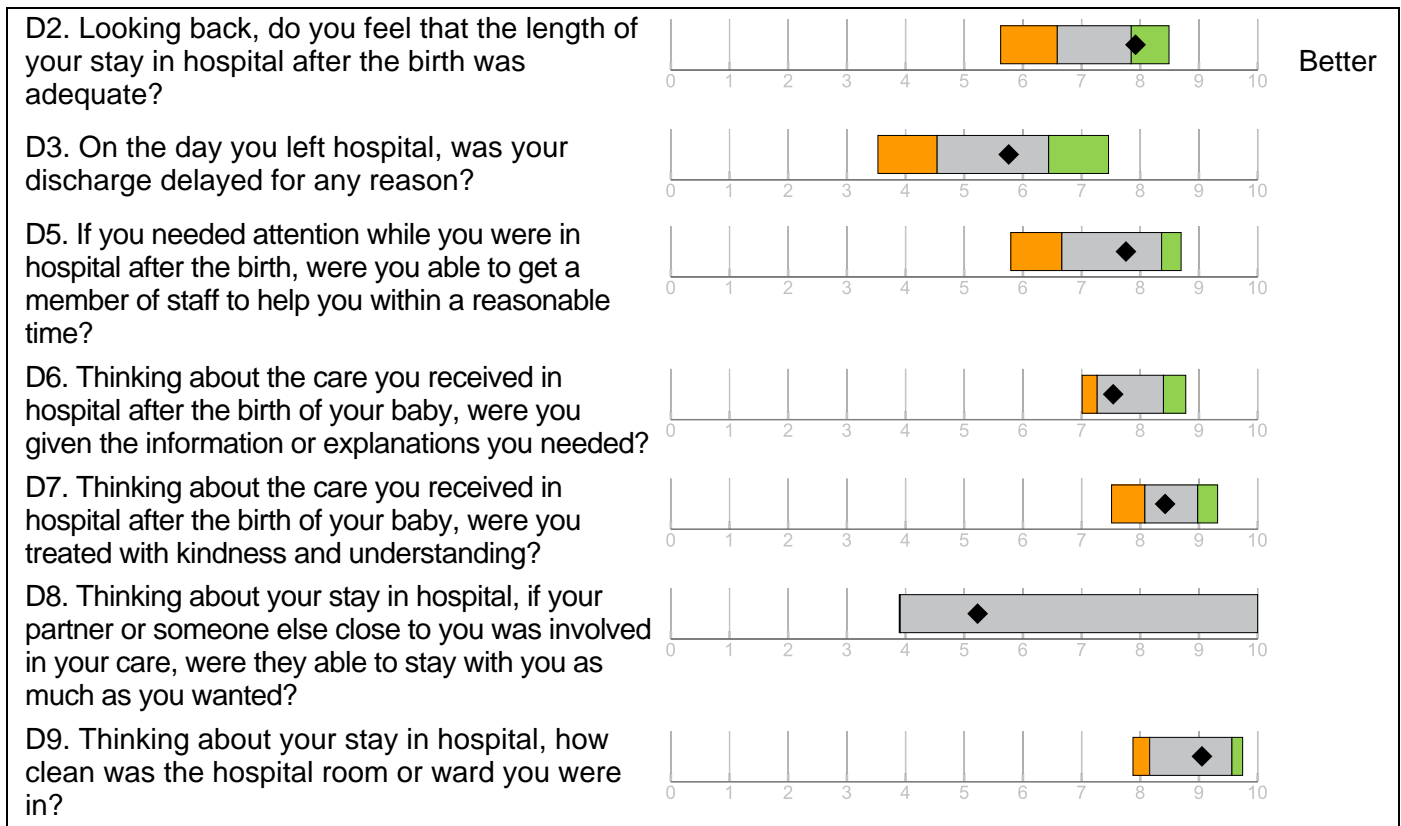 D2. Looking back, do you feel that the length of
your stay in hospital after the birth was
adequate?
0 1 2 3 4 5 6 7 8 9 10
Better
D3. On the day you left hospital, was your
discharge delayed for any reason?
0 1 2 3 4 5 6 7 8 9 10
D5. If you needed attention while you were in
hospital after the birth, were you able to get a
member of staff to help you within a reasonable
time?
0 1 2 3 4 5 6 7 8 9 10
D6. Thinking about the care you received in
hospital after the birth of your baby, were you
given the information or explanations you needed?
0 1 2 3 4 5 6 7 8 9 10
D7. Thinking about the care you received in
hospital after the birth of your baby, were you
treated with kindness and understanding?
0 1 2 3 4 5 6 7 8 9 10
D8. Thinking about your stay in hospital, if your
partner or someone else close to you was involved
in your care, were they able to stay with you as
much as you wanted?
0 1 2 3 4 5 6 7 8 9 10
D9. Thinking about your stay in hospital, how
clean was the hospital room or ward you were
in?
0 1 2 3 4 5 6 7 8 9 10